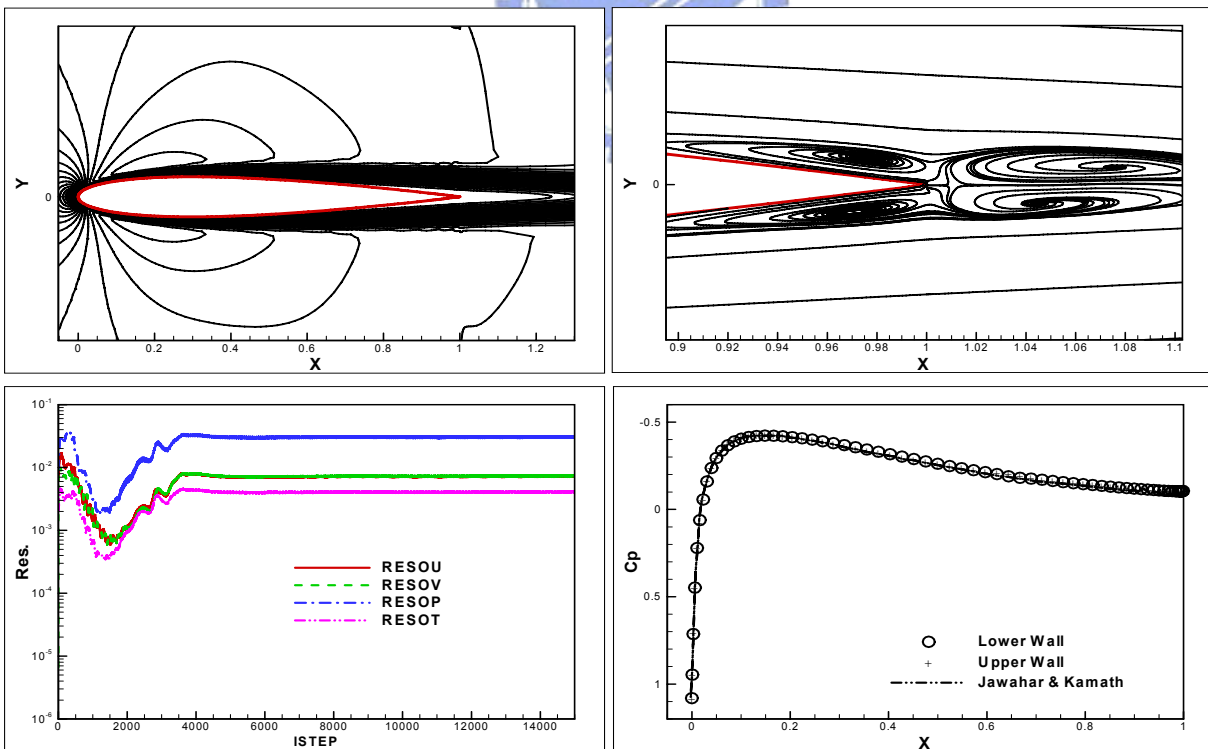 Y
0
0 0.2 0.4 0.6 0.8 1 1.2
X
Y
0
0.9 0.92 0.94 0.96 0.98 1 1.02 1.04 1.06 1.08 1.1
X
Res.
10-1
10-2
10-3
10-4
10-5
10-6
RESOU
RESOV
RESOP
RESOT
0 2000 4000 6000 8000 10000 12000 14000
ISTEP
Cp
-0.5
0
0.5
1
Lower Wall
Upper Wall
Jawahar & Kamath
0 0.2 0.4 0.6 0.8 1
X